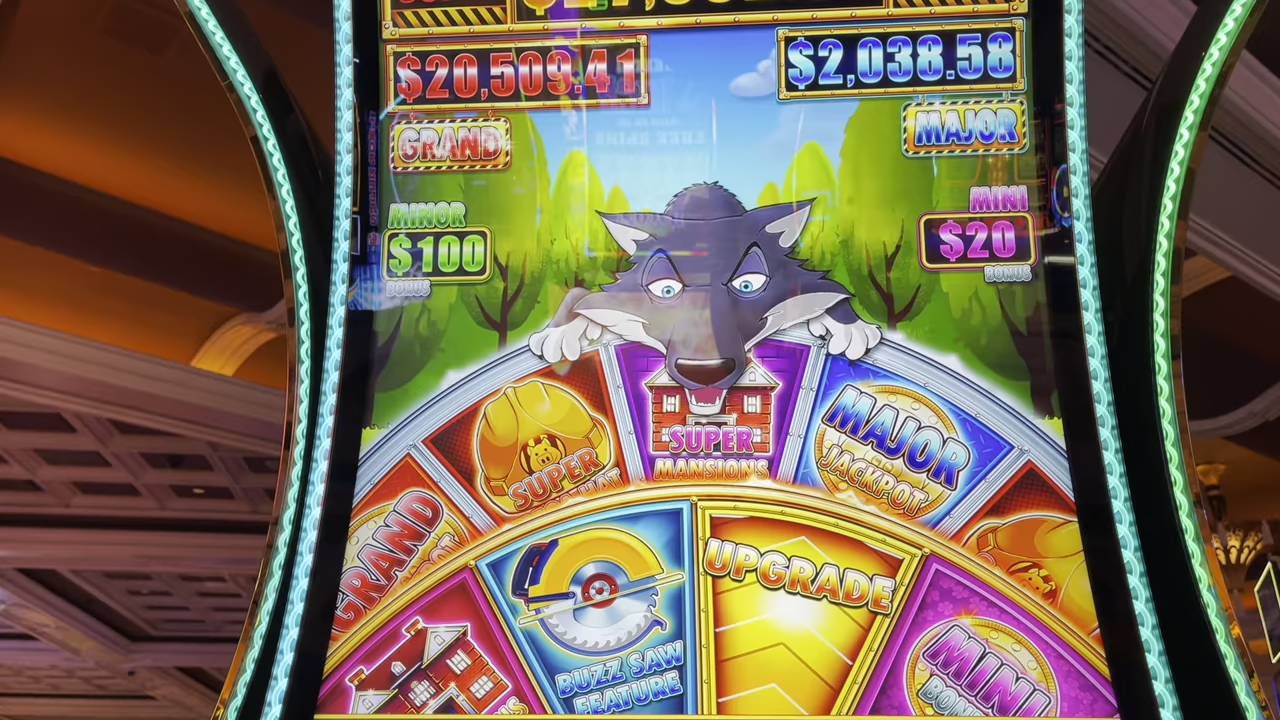 $20,509.41
$2,038.58
GRAND
MAJOR
MINOR
$100
BONUS
MINI
$20
BONUS
SUPER
MANSIONS
SUPER
MAJOR
JACKPOT
GRAND
UPGRADE
BUZZ SAW
FEATURE
MINI